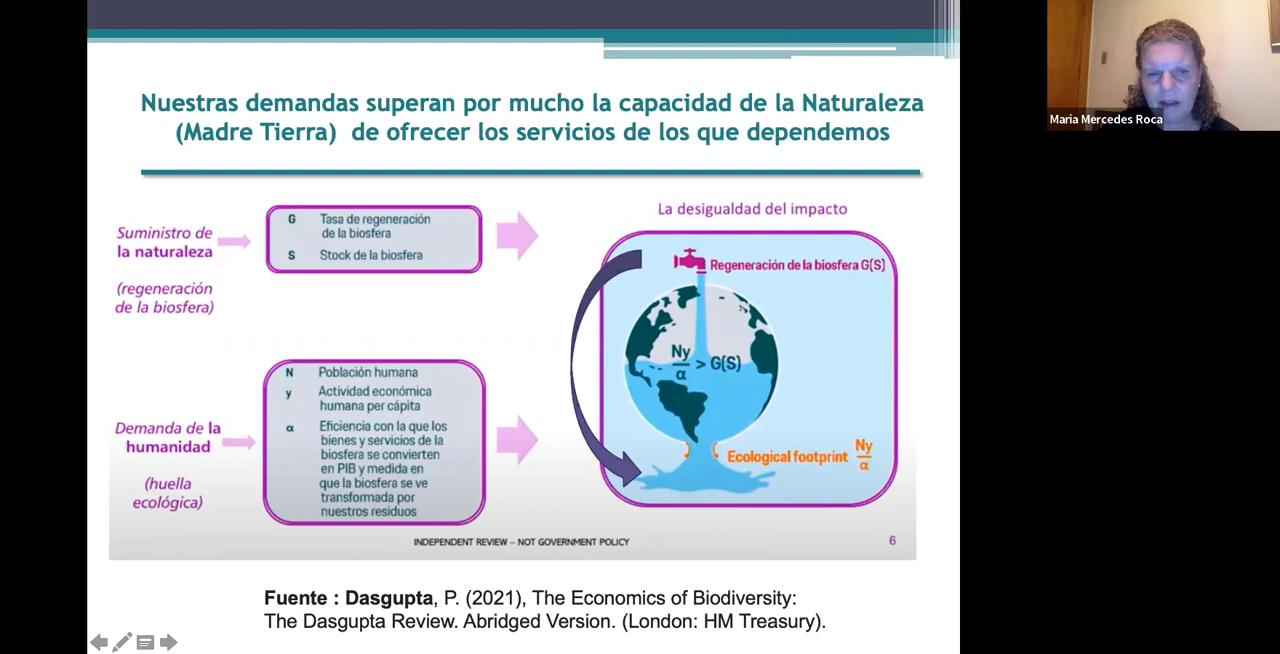 Nuestras demandas superan por mucho la capacidad de la Naturaleza
(Madre Tierra) de ofrecer los servicios de los que dependemos
Suministro de
la naturaleza
(regeneración
de la biosfera)
G Tasa de regeneración
de la biosfera
S Stock de la biosfera
Demanda de la
humanidad
(huella
ecológica)
N Población humana
y Actividad económica
humana per cápita
α Eficiencia con la que los
bienes y servicios de la
biosfera se convierten
en PIB y medida en
que la biosfera se ve
transformada por
nuestros residuos
La desigualdad del impacto
Regeneración de la biosfera G(S)
Ny/α > G(S)
Ecological footprint Ny/α
INDEPENDENT REVIEW – NOT GOVERNMENT POLICY
6
Fuente : Dasgupta, P. (2021), The Economics of Biodiversity:
The Dasgupta Review. Abridged Version. (London: HM Treasury).
Maria Mercedes Roca